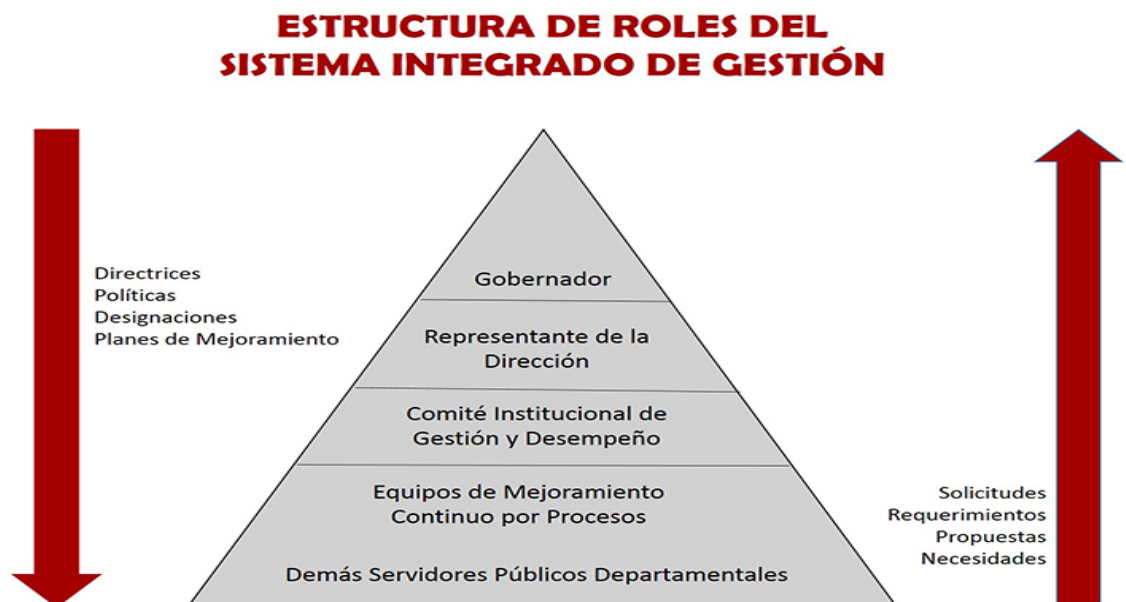 ESTRUCTURA DE ROLES DEL
SISTEMA INTEGRADO DE GESTIÓN
Directrices
Políticas
Designaciones
Planes de Mejoramiento
Gobernador
Representante de la
Dirección
Comité Institucional de
Gestión y Desempeño
Equipos de Mejoramiento
Continuo por Procesos
Demás Servidores Públicos Departamentales
Solicitudes
Requerimientos
Propuestas
Necesidades